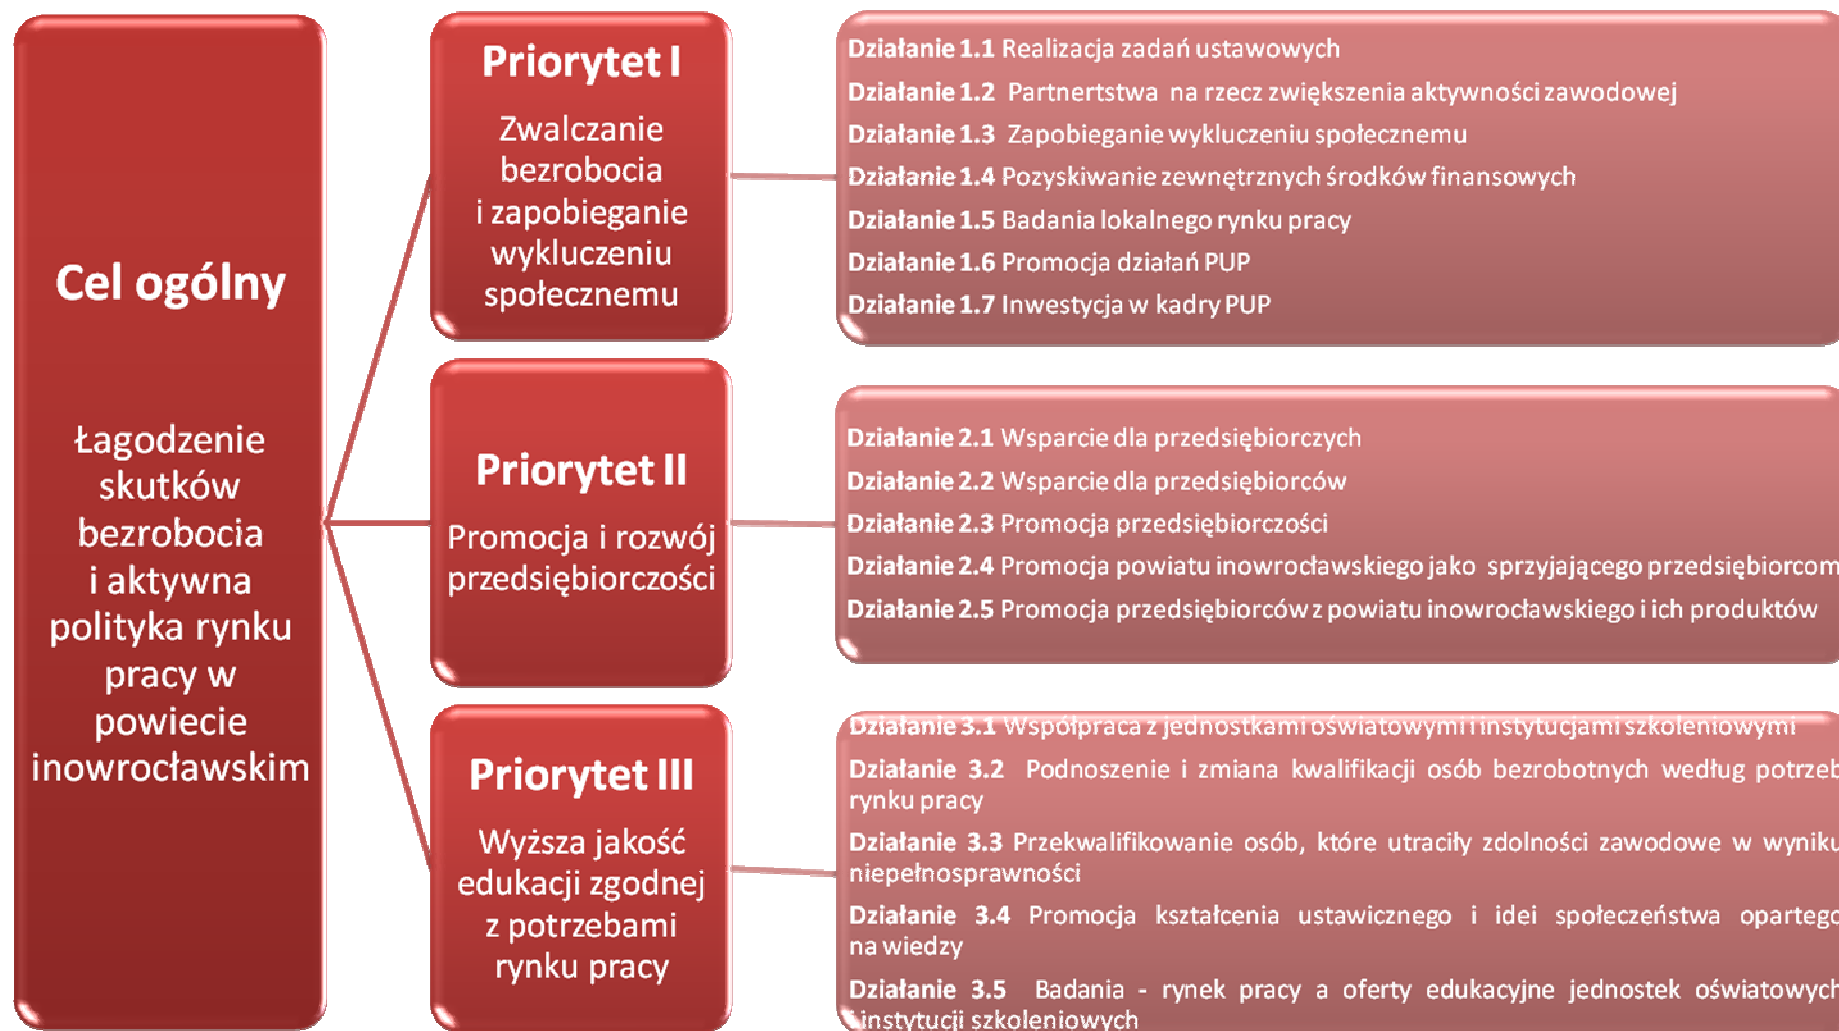 Cel ogólny
Łagodzenie
skutków
bezrobocia
i aktywna
polityka rynku
pracy w
powiecie
inowrocławskim
Priorytet I
Zwalczanie
bezrobocia
i zapobieganie
wykluczeniu
społecznemu
Działanie 1.1 Realizacja zadań ustawowych
Działanie 1.2 Partnertstwa na rzecz zwiększenia aktywności zawodowej
Działanie 1.3 Zapobieganie wykluczeniu społecznemu
Działanie 1.4 Pozyskiwanie zewnętrznych środków finansowych
Działanie 1.5 Badania lokalnego rynku pracy
Działanie 1.6 Promocja działań PUP
Działanie 1.7 Inwestycja w kadry PUP
Priorytet II
Promocja i rozwój
przedsiębiorczości
Działanie 2.1 Wsparcie dla przedsiębiorczych
Działanie 2.2 Wsparcie dla przedsiębiorców
Działanie 2.3 Promocja przedsiębiorczości
Działanie 2.4 Promocja powiatu inowrocławskiego jako sprzyjającego przedsiębiorcom
Działanie 2.5 Promocja przedsiębiorców z powiatu inowrocławskiego i ich produktów
Priorytet III
Wyższa jakość
edukacji zgodnej
z potrzebami
rynku pracy
Działanie 3.1 Współpraca z jednostkami oświatowymi i instytucjami szkoleniowymi
Działanie 3.2 Podnoszenie i zmiana kwalifikacji osób bezrobotnych według potrzeb
rynku pracy
Działanie 3.3 Przekwalifikowanie osób, które utraciły zdolności zawodowe w wyniku
niepełnosprawności
Działanie 3.4 Promocja kształcenia ustawicznego i idei społeczeństwa opartego
na wiedzy
Działanie 3.5 Badania - rynek pracy a oferty edukacyjne jednostek oświatowych
i instytucji szkoleniowych